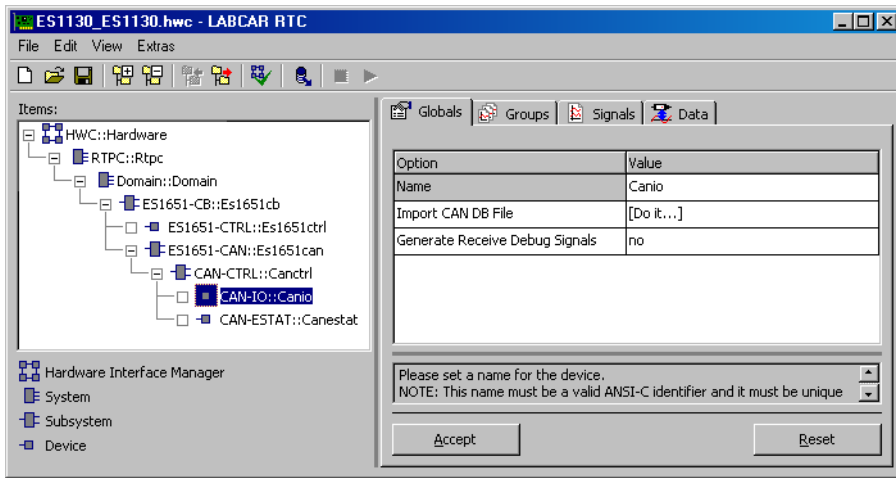 ES1130_ES1130.hwc - LABCAR RTC
File Edit View Extras
Items:
HWC::Hardware
RTPC::Rtpc
Domain::Domain
ES1651-CB::Es1651cb
ES1651-CTRL::Es1651ctrl
ES1651-CAN::Es1651can
CAN-CTRL::Canctrl
CAN-IO::Canio
CAN-ESTAT::Canestat
Hardware Interface Manager
System
Subsystem
Device
Globals Groups Signals Data
Option Value
Name Canio
Import CAN DB File [Do it...]
Generate Receive Debug Signals no
Please set a name for the device.
NOTE: This name must be a valid ANSI-C identifier and it must be unique
Accept Reset